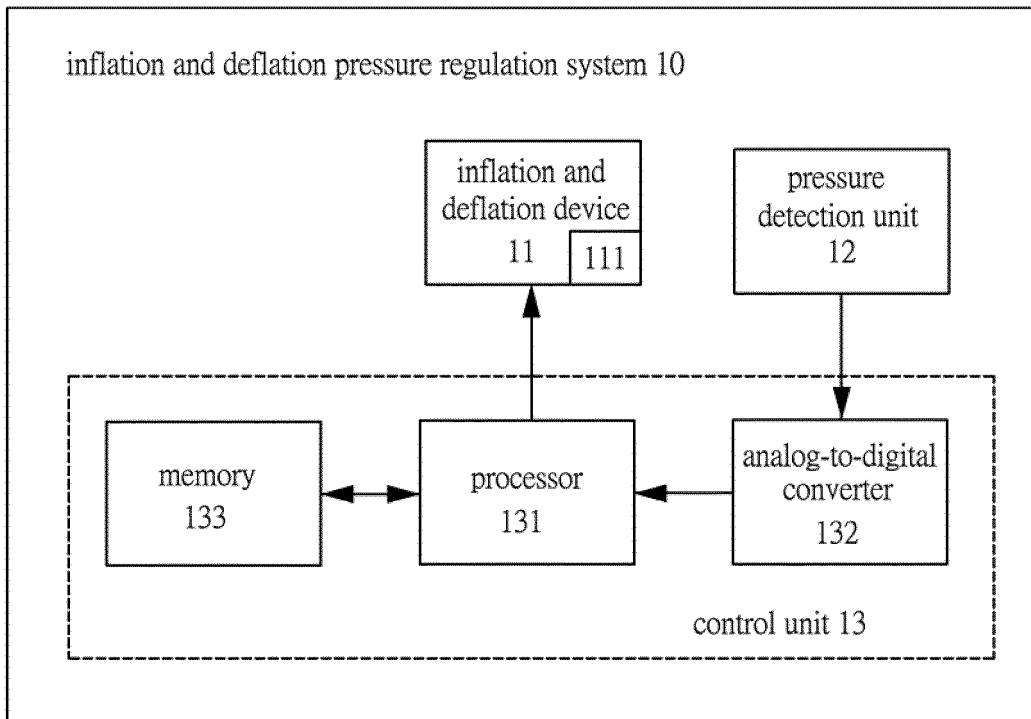 inflation and deflation pressure regulation system 10
inflation and
deflation device
11
111
pressure
detection unit
12
memory
133
processor
131
analog-to-digital
converter
132
control unit 13